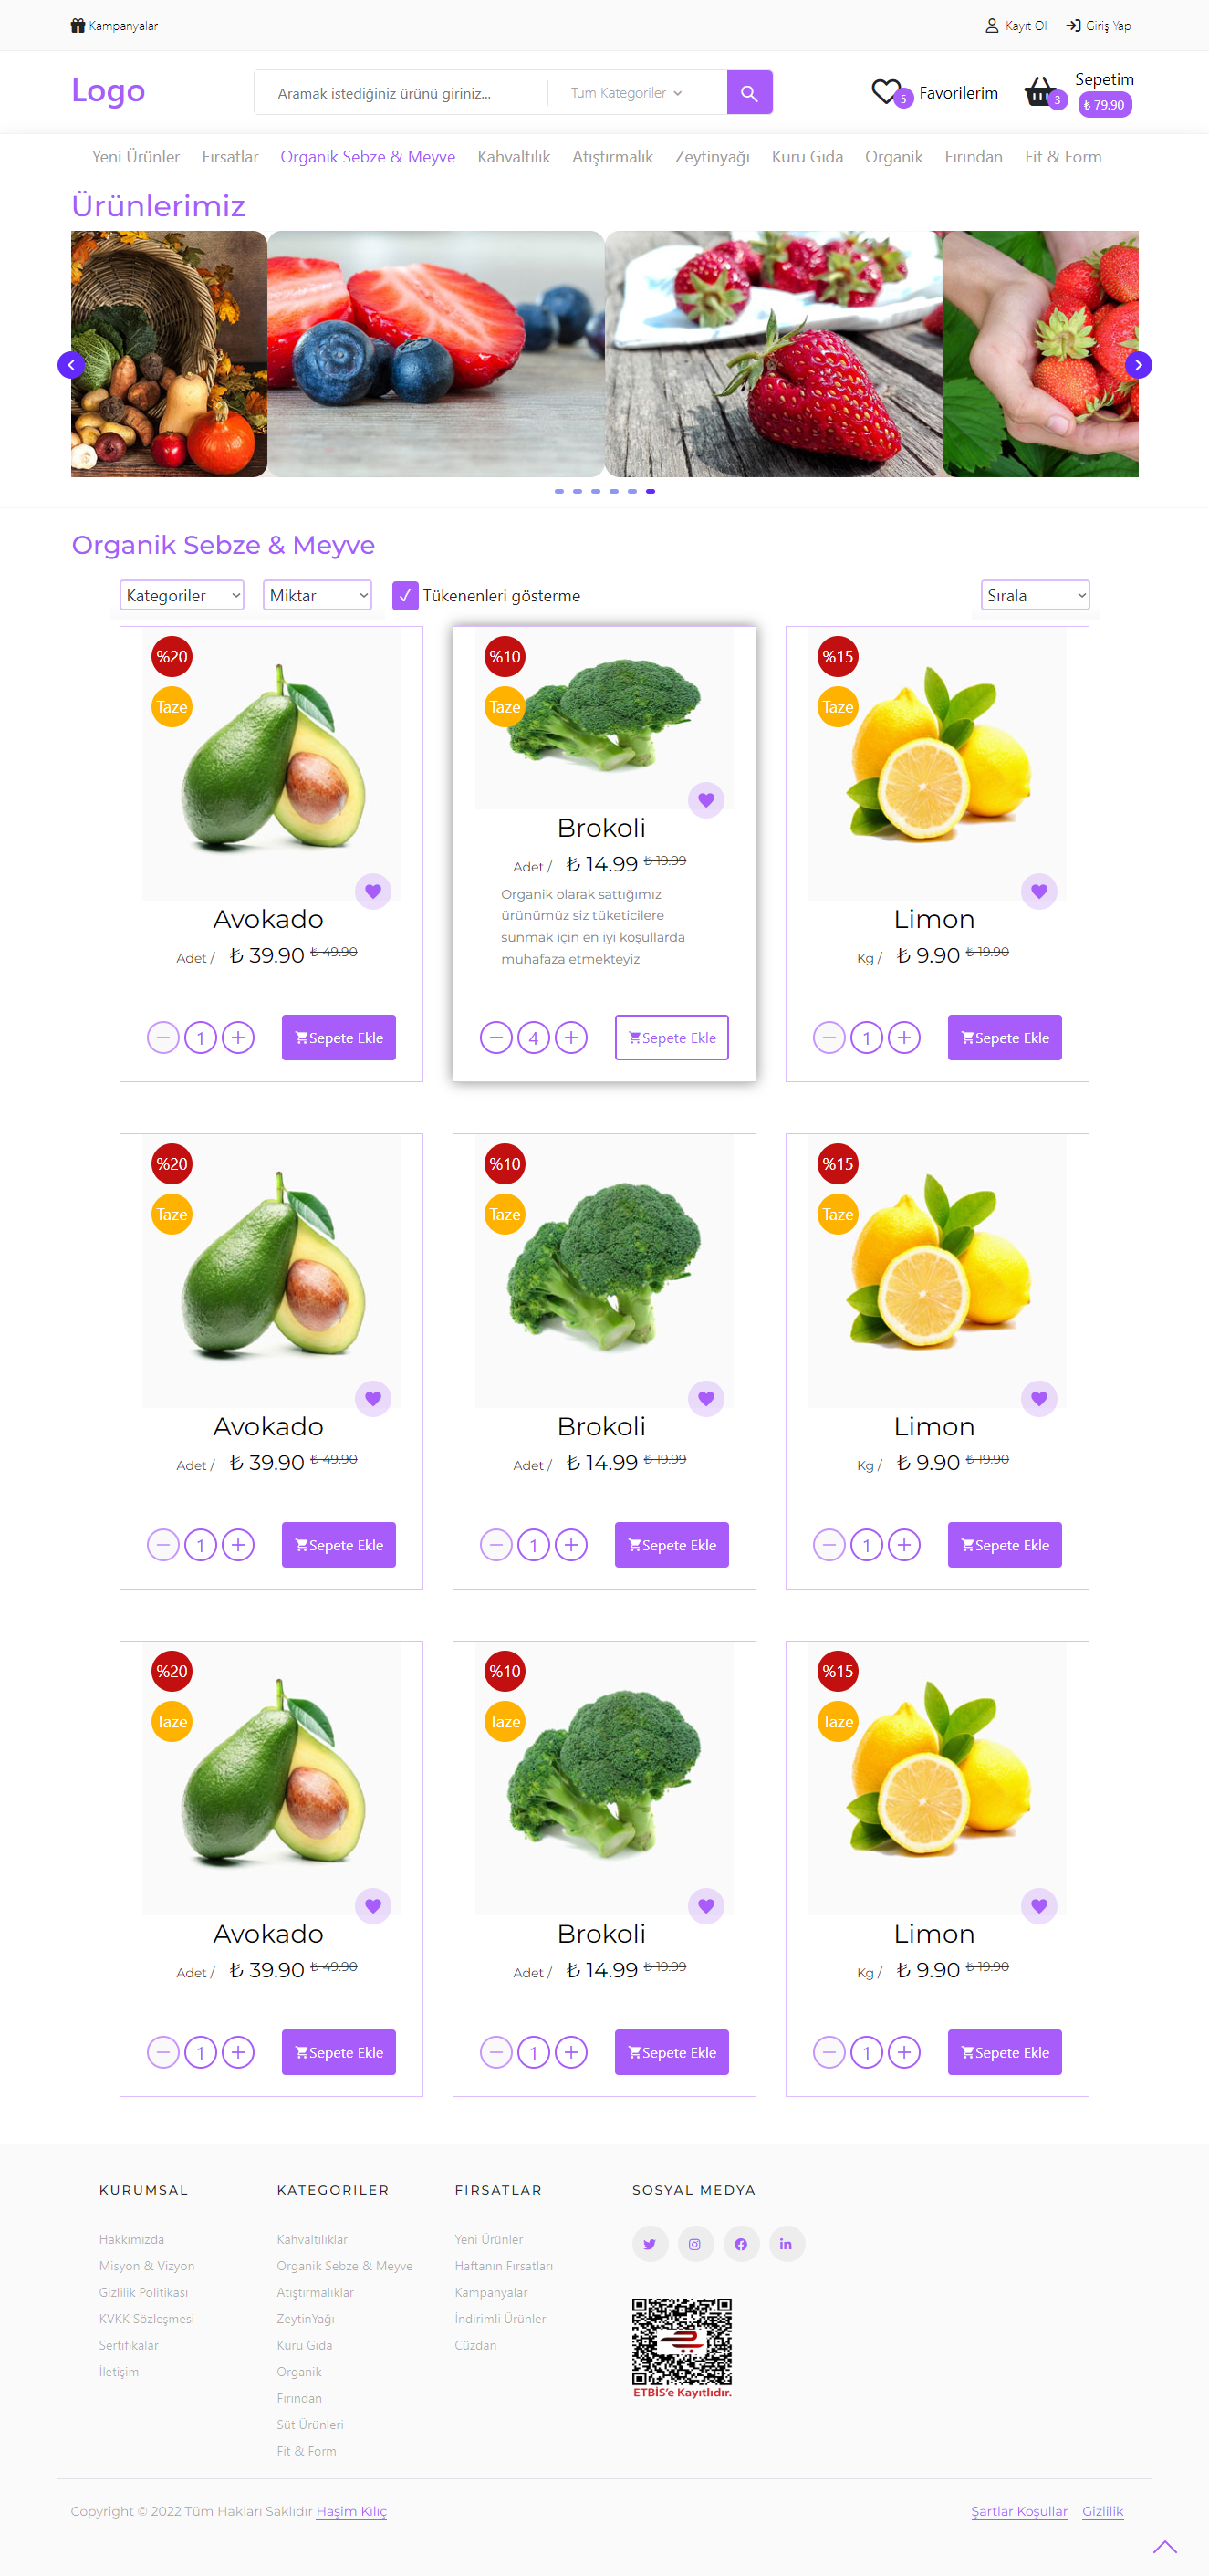 Kampanyalar
Kayıt Ol
Giriş Yap
Logo
Aramak istediğiniz ürünü giriniz...
Tüm Kategoriler
5
Favorilerim
3
Sepetim
₺ 79.90
Yeni Ürünler Fırsatlar Organik Sebze & Meyve Kahvaltılık Atıştırmalık Zeytinyağı Kuru Gıda Organik Fırından Fit & Form
Ürünlerimiz
Organik Sebze & Meyve
Kategoriler
Miktar
Tükenenleri gösterme
Sırala
%20
Taze
Avokado
Adet / ₺ 39.90 ₺ 49.90
1
Sepete Ekle
%10
Taze
Brokoli
Adet / ₺ 14.99 ₺ 19.99
Organik olarak sattığımız
ürünümüz siz tüketicilere
sunmak için en iyi koşullarda
muhafaza etmekteyiz
4
Sepete Ekle
%15
Taze
Limon
Kg / ₺ 9.90 ₺ 19.90
1
Sepete Ekle
%20
Taze
Avokado
Adet / ₺ 39.90 ₺ 49.90
1
Sepete Ekle
%10
Taze
Brokoli
Adet / ₺ 14.99 ₺ 19.99
1
Sepete Ekle
%15
Taze
Limon
Kg / ₺ 9.90 ₺ 19.90
1
Sepete Ekle
%20
Taze
Avokado
Adet / ₺ 39.90 ₺ 49.90
1
Sepete Ekle
%10
Taze
Brokoli
Adet / ₺ 14.99 ₺ 19.99
1
Sepete Ekle
%15
Taze
Limon
Kg / ₺ 9.90 ₺ 19.90
1
Sepete Ekle
KURUMSAL
Hakkımızda
Misyon & Vizyon
Gizlilik Politikası
KVKK Sözleşmesi
Sertifikalar
İletişim
KATEGORILER
Kahvaltılıklar
Organik Sebze & Meyve
Atıştırmalıklar
ZeytinYağı
Kuru Gıda
Organik
Fırından
Süt Ürünleri
Fit & Form
FIRSATLAR
Yeni Ürünler
Haftanın Fırsatları
Kampanyalar
İndirimli Ürünler
Cüzdan
SOSYAL MEDYA
ETBİS'e Kayıtlıdır.
Copyright © 2022 Tüm Hakları Saklıdır Haşim Kılıç
Şartlar Koşullar
Gizlilik